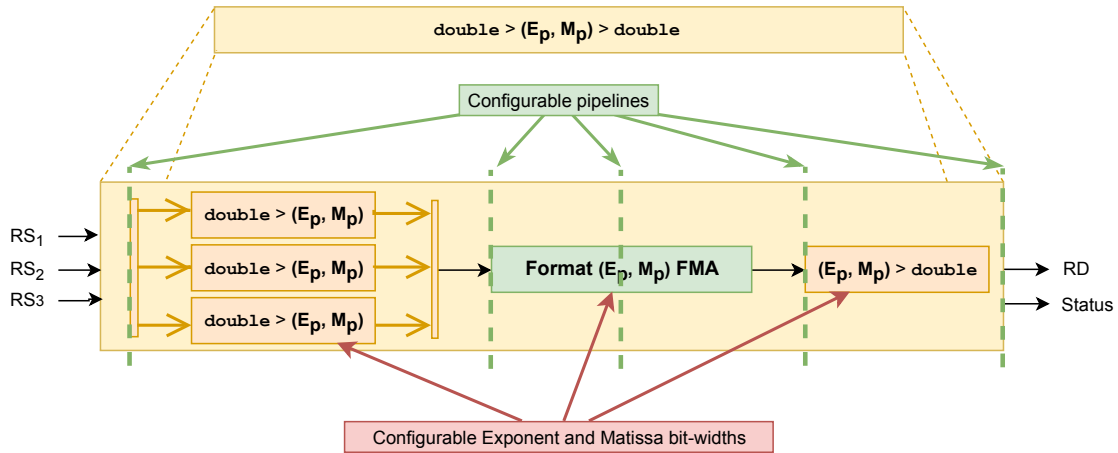 double > (Ep, Mp) > double
Configurable pipelines
RS1
RS2
RS3
double > (Ep, Mp)
double > (Ep, Mp)
double > (Ep, Mp)
Format (Ep, Mp) FMA
(Ep, Mp) > double
RD
Status
Configurable Exponent and Matissa bit-widths